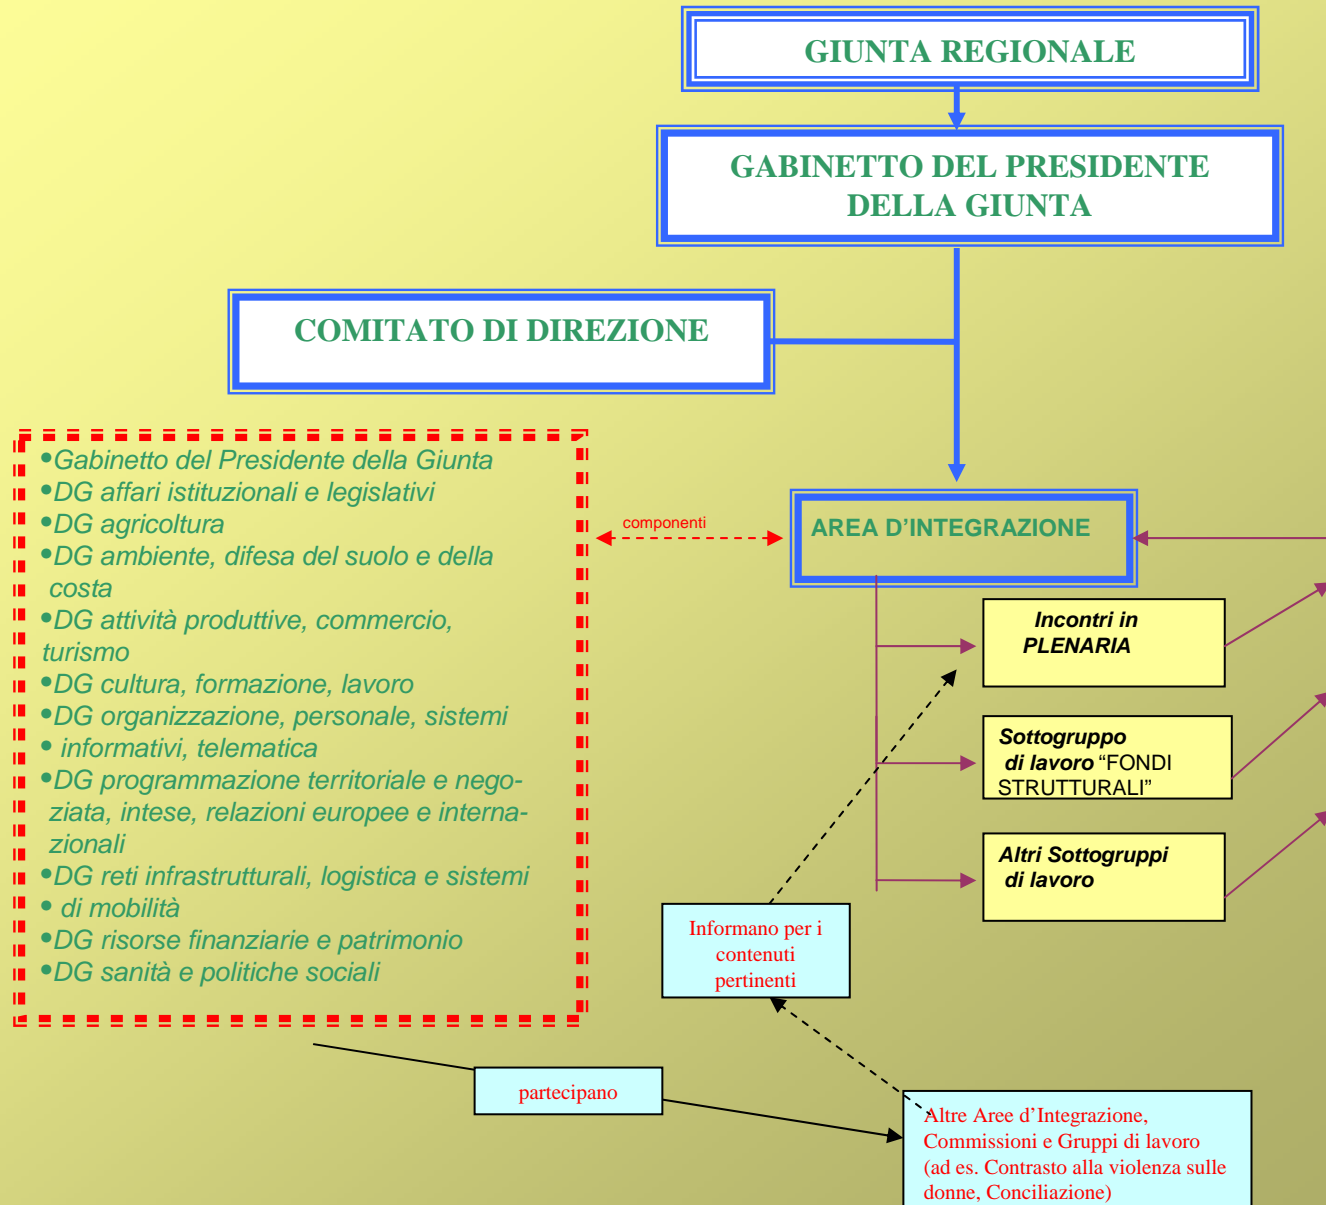 GIUNTA REGIONALE
GABINETTO DEL PRESIDENTE
DELLA GIUNTA
COMITATO DI DIREZIONE
•Gabinetto del Presidente della Giunta
•DG affari istituzionali e legislativi
•DG agricoltura
•DG ambiente, difesa del suolo e della
costa
•DG attività produttive, commercio,
turismo
•DG cultura, formazione, lavoro
•DG organizzazione, personale, sistemi
• informativi, telematica
•DG programmazione territoriale e nego-
ziata, intese, relazioni europee e interna-
zionali
•DG reti infrastrutturali, logistica e sistemi
• di mobilità
•DG risorse finanziarie e patrimonio
•DG sanità e politiche sociali
componenti
AREA D’INTEGRAZIONE
Incontri in
PLENARIA
Sottogruppo
di lavoro “FONDI
STRUTTURALI”
Altri Sottogruppi
di lavoro
Informano per i
contenuti
pertinenti
partecipano
Altre Aree d’Integrazione,
Commissioni e Gruppi di lavoro
(ad es. Contrasto alla violenza sulle
donne, Conciliazione)